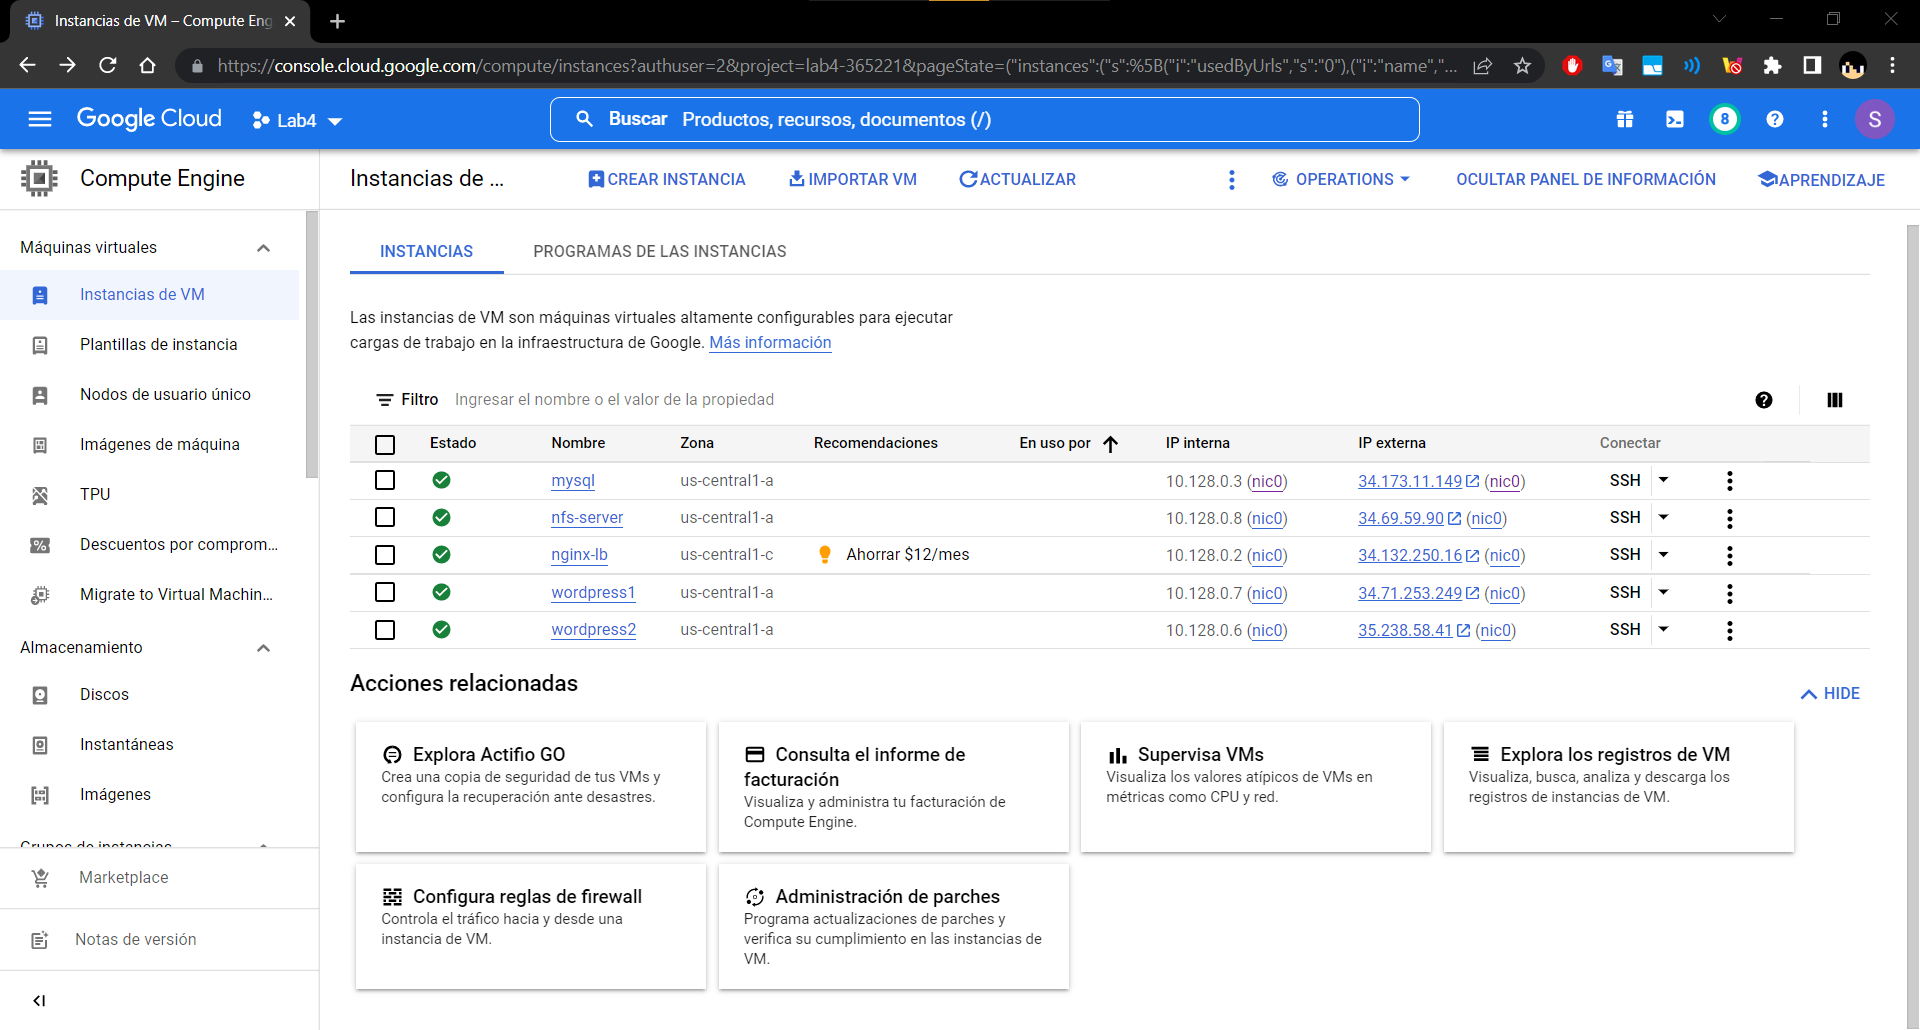 Instancias de VM – Compute Eng
https://console.cloud.google.com/compute/instances?authuser=2&project=lab4-365221&pageState=("instances":("s":%5B("i":"usedByUrls","s":"0"),("i":"name","...
Google Cloud
Lab4
Buscar Productos, recursos, documentos (/)
8
S
Compute Engine
Instancias de ...
CREAR INSTANCIA
IMPORTAR VM
ACTUALIZAR
OPERATIONS
OCULTAR PANEL DE INFORMACIÓN
APRENDIZAJE
Máquinas virtuales
Instancias de VM
Plantillas de instancia
Nodos de usuario único
Imágenes de máquina
TPU
Descuentos por comprom...
Migrate to Virtual Machin...
Almacenamiento
Discos
Instantáneas
Imágenes
Grupos de instancias
Marketplace
Notas de versión
INSTANCIAS
PROGRAMAS DE LAS INSTANCIAS
Las instancias de VM son máquinas virtuales altamente configurables para ejecutar
cargas de trabajo en la infraestructura de Google. Más información
Filtro Ingresar el nombre o el valor de la propiedad
Estado Nombre Zona Recomendaciones En uso por IP interna IP externa Conectar
mysql us-central1-a 10.128.0.3 (nic0) 34.173.11.149 (nic0) SSH
nfs-server us-central1-a 10.128.0.8 (nic0) 34.69.59.90 (nic0) SSH
nginx-lb us-central1-c Ahorrar $12/mes 10.128.0.2 (nic0) 34.132.250.16 (nic0) SSH
wordpress1 us-central1-a 10.128.0.7 (nic0) 34.71.253.249 (nic0) SSH
wordpress2 us-central1-a 10.128.0.6 (nic0) 35.238.58.41 (nic0) SSH
Acciones relacionadas
HIDE
Explora Actifio GO
Crea una copia de seguridad de tus VMs y
configura la recuperación ante desastres.
Consulta el informe de
facturación
Visualiza y administra tu facturación de
Compute Engine.
Supervisa VMs
Visualiza los valores atípicos de VMs en
métricas como CPU y red.
Explora los registros de VM
Visualiza, busca, analiza y descarga los
registros de instancias de VM.
Configura reglas de firewall
Controla el tráfico hacia y desde una
instancia de VM.
Administración de parches
Programa actualizaciones de parches y
verifica su cumplimiento en las instancias de
VM.